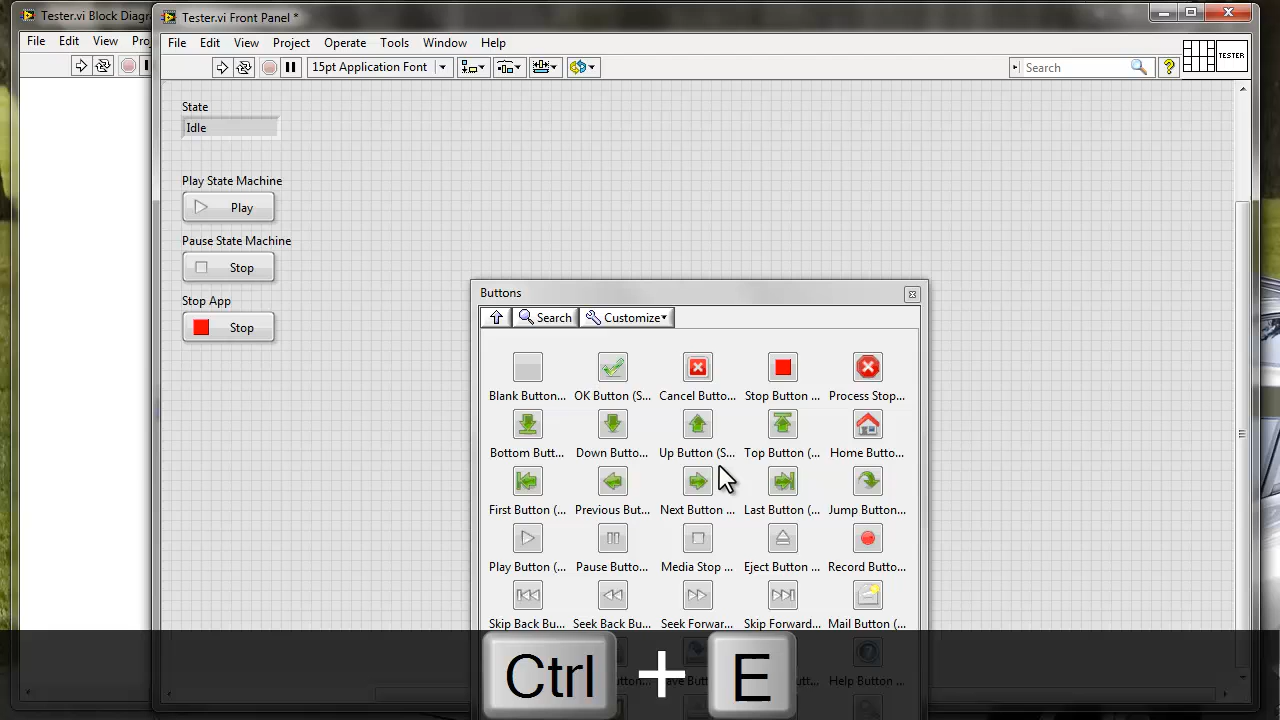 Tester.vi Block Diagra
Tester.vi Front Panel *
File Edit View Proj
File Edit View Project Operate Tools Window Help
15pt Application Font
Search
TESTER
State
Idle
Play State Machine
Play
Pause State Machine
Stop
Stop App
Stop
Buttons
Search Customize
Blank Button... OK Button (S... Cancel Butto... Stop Button ... Process Stop...
Bottom Butt... Down Butto... Up Button (S... Top Button (... Home Butto...
First Button (... Previous But... Next Button ... Last Button (... Jump Button...
Play Button (... Pause Butto... Media Stop ... Eject Button ... Record Butto...
Skip Back Bu... Seek Back Bu... Seek Forwar... Skip Forward... Mail Button (...
Help Button ...
Ctrl + E